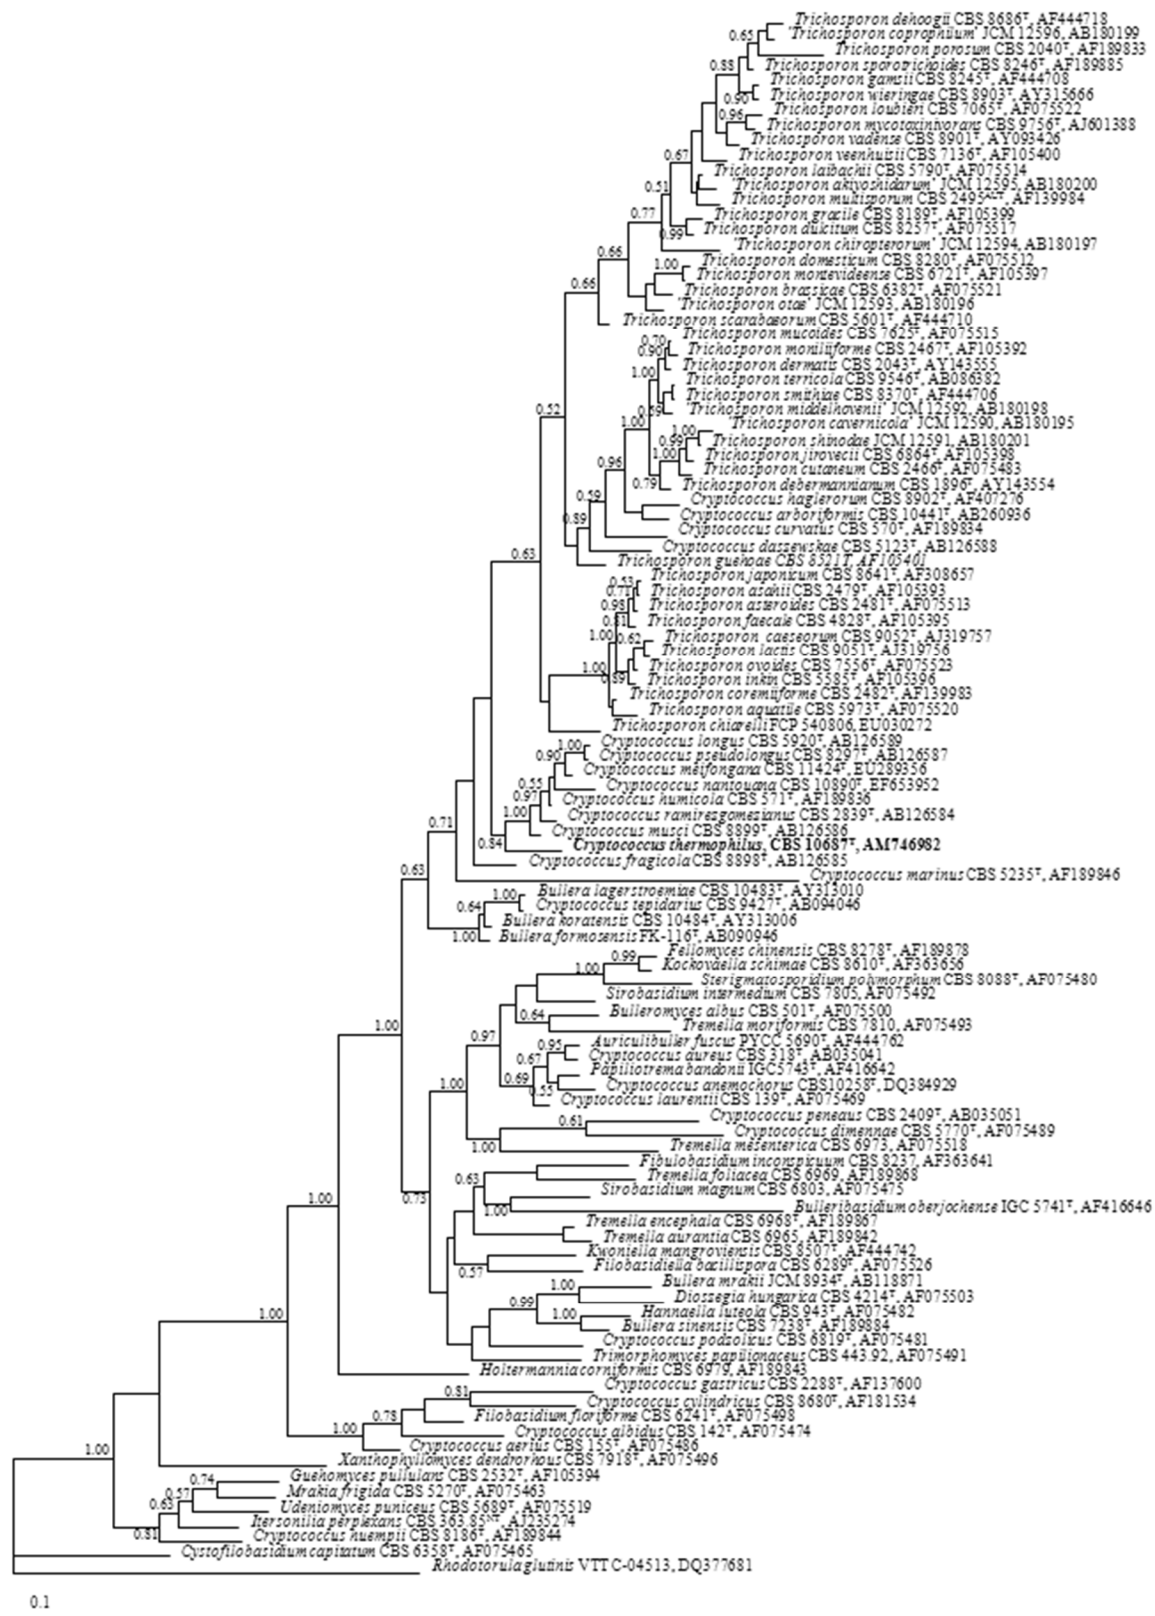 Trichosporon dehoogii CBS 8686ᵀ, AF444718
'Trichosporon coprophilum' JCM 12596, AB180199
0.65
Trichosporon porosum CBS 2040ᵀ, AF189833
Trichosporon sporotrichoides CBS 8246ᵀ, AF189885
0.88
Trichosporon gamsii CBS 8245ᵀ, AF444708
Trichosporon wieringae CBS 8903ᵀ, AY315666
0.90
Trichosporon loubieri CBS 7065ᵀ, AF075522
0.96
Trichosporon mycotoxinivorans CBS 9756ᵀ, AJ601388
Trichosporon vadense CBS 8901ᵀ, AY093426
Trichosporon veenhuisii CBS 7136ᵀ, AF105400
0.67
Trichosporon laibachii CBS 5790ᵀ, AF075514
'Trichosporon akiyoshidarum' JCM 12595, AB180200
0.51
Trichosporon multisporum CBS 2495ᴬᵁᵀ, AF139984
Trichosporon gracile CBS 8189ᵀ, AF105399
0.77
Trichosporon dulcitum CBS 8257ᵀ, AF075517
0.99
'Trichosporon chiropterorum' JCM 12594, AB180197
0.66
Trichosporon domesticum CBS 8280ᵀ, AF075512
1.00
Trichosporon montevideense CBS 6721ᵀ, AF105397
0.66
Trichosporon brassicae CBS 6382ᵀ, AF075521
'Trichosporon otae' JCM 12593, AB180196
Trichosporon scarabaeorum CBS 5601ᵀ, AF444710
Trichosporon mucoides CBS 7625ᵀ, AF075515
0.70
Trichosporon moniliiforme CBS 2467ᵀ, AF105392
0.90
Trichosporon dermatis CBS 2043ᵀ, AY143555
1.00
Trichosporon terricola CBS 9546ᵀ, AB086382
Trichosporon smithiae CBS 8370ᵀ, AF444706
0.59
'Trichosporon middelhovenii' JCM 12592, AB180198
0.52
1.00
'Trichosporon cavernicola' JCM 12590, AB180195
1.00
Trichosporon shinodae JCM 12591, AB180201
0.99
Trichosporon jirovecii CBS 6864ᵀ, AF105398
1.00
Trichosporon cutaneum CBS 2466ᵀ, AF075483
0.96
0.79
Trichosporon debermannianum CBS 1896ᵀ, AY143554
0.59
Cryptococcus haglerorum CBS 8902ᵀ, AF407276
Cryptococcus arboriformis CBS 10441ᵀ, AB260936
0.89
Cryptococcus curvatus CBS 570ᵀ, AF189834
Cryptococcus daszewskae CBS 5123ᵀ, AB126588
0.63
Trichosporon guehoae CBS 8521T, AF105401
Trichosporon japonicum CBS 8641ᵀ, AF308657
0.53
Trichosporon asahii CBS 2479ᵀ, AF105393
0.71
Trichosporon asteroides CBS 2481ᵀ, AF075513
0.98
Trichosporon faecale CBS 4828ᵀ, AF105395
0.81
Trichosporon caeseorum CBS 9052ᵀ, AJ319757
1.00
0.62
Trichosporon lactis CBS 9051ᵀ, AJ319756
Trichosporon ovoides CBS 7556ᵀ, AF075523
1.00
Trichosporon inkin CBS 5585ᵀ, AF105396
0.89
Trichosporon coremiiforme CBS 2482ᵀ, AF139983
Trichosporon aquatile CBS 5973ᵀ, AF075520
Trichosporon chiarelli FCP 540806, EU030272
Cryptococcus longus CBS 5920ᵀ, AB126589
1.00
Cryptococcus pseudolongus CBS 8297ᵀ, AB126587
0.90
Cryptococcus meifongana CBS 11424ᵀ, EU289356
0.55
Cryptococcus nantouana CBS 10890ᵀ, EF653952
0.97
Cryptococcus humicola CBS 571ᵀ, AF189836
1.00
Cryptococcus ramirezgomezianus CBS 2839ᵀ, AB126584
Cryptococcus musci CBS 8899ᵀ, AB126586
0.71
0.84
Cryptococcus thermophilus, CBS 10687ᵀ, AM746982
Cryptococcus fragicola CBS 8898ᵀ, AB126585
0.63
Cryptococcus marinus CBS 5235ᵀ, AF189846
Bullera lagerstroemiae CBS 10483ᵀ, AY313010
1.00
Cryptococcus tepidarius CBS 9427ᵀ, AB094046
0.64
Bullera koratensis CBS 10484ᵀ, AY313006
1.00
Bullera formosensis FK-116ᵀ, AB090946
Fellomyces chinensis CBS 8278ᵀ, AF189878
0.99
Kockovaella schimae CBS 8610ᵀ, AF363656
1.00
Sterigmatosporidium polymorphum CBS 8088ᵀ, AF075480
Sirobasidium intermedium CBS 7805, AF075492
Bulleromyces albus CBS 501ᵀ, AF075500
0.64
1.00
Tremella moriformis CBS 7810, AF075493
0.97
Auriculibuller fuscus PYCC 5690ᵀ, AF444762
0.95
Cryptococcus aureus CBS 318ᵀ, AB035041
0.67
Papiliotrema bandonii IGC5743ᵀ, AF416642
0.69
Cryptococcus anemochorus CBS10258ᵀ, DQ384929
1.00
0.55
Cryptococcus laurentii CBS 139ᵀ, AF075469
Cryptococcus peneaus CBS 2409ᵀ, AB035051
0.61
Cryptococcus dimennae CBS 5770ᵀ, AF075489
1.00
Tremella mesenterica CBS 6973, AF075518
Fibulobasidium inconspicuum CBS 8237, AF363641
0.63
Tremella foliacea CBS 6969, AF189868
0.73
Sirobasidium magnum CBS 6803, AF075475
1.00
1.00
Bulleribasidium oberjochense IGC 5741ᵀ, AF416646
Tremella encephala CBS 6968ᵀ, AF189867
Tremella aurantia CBS 6965, AF189842
Kwoniella mangroviensis CBS 8507ᵀ, AF444742
0.57
Filobasidiella bacillispora CBS 6289ᵀ, AF075526
Bullera mrakii JCM 8934ᵀ, AB118871
1.00
Dioszegia hungarica CBS 4214ᵀ, AF075503
0.99
Hannaella luteola CBS 943ᵀ, AF075482
1.00
1.00
Bullera sinensis CBS 7238ᵀ, AF189884
Cryptococcus podzolicus CBS 6819ᵀ, AF075481
Trimorphomyces papilionaceus CBS 443.92, AF075491
Holtermannia corniformis CBS 6979, AF189843
Cryptococcus gastricus CBS 2288ᵀ, AF137600
0.81
Cryptococcus cylindricus CBS 8680ᵀ, AF181534
0.78
Filobasidium floriforme CBS 6241ᵀ, AF075498
1.00
Cryptococcus albidus CBS 142ᵀ, AF075474
Cryptococcus aerius CBS 155ᵀ, AF075486
1.00
Xanthophyllomyces dendrorhous CBS 7918ᵀ, AF075496
Guehomyces pullulans CBS 2532ᵀ, AF105394
0.74
Mrakia frigida CBS 5270ᵀ, AF075463
0.57
Udeniomyces puniceus CBS 5689ᵀ, AF075519
0.63
Itersonilia perplexans CBS 363.85ᴺᵀ, AJ235274
0.81
Cryptococcus huempii CBS 8186ᵀ, AF189844
Cystofilobasidium capitatum CBS 6358ᵀ, AF075465
Rhodotorula glutinis VTT C-04513, DQ377681
0.1